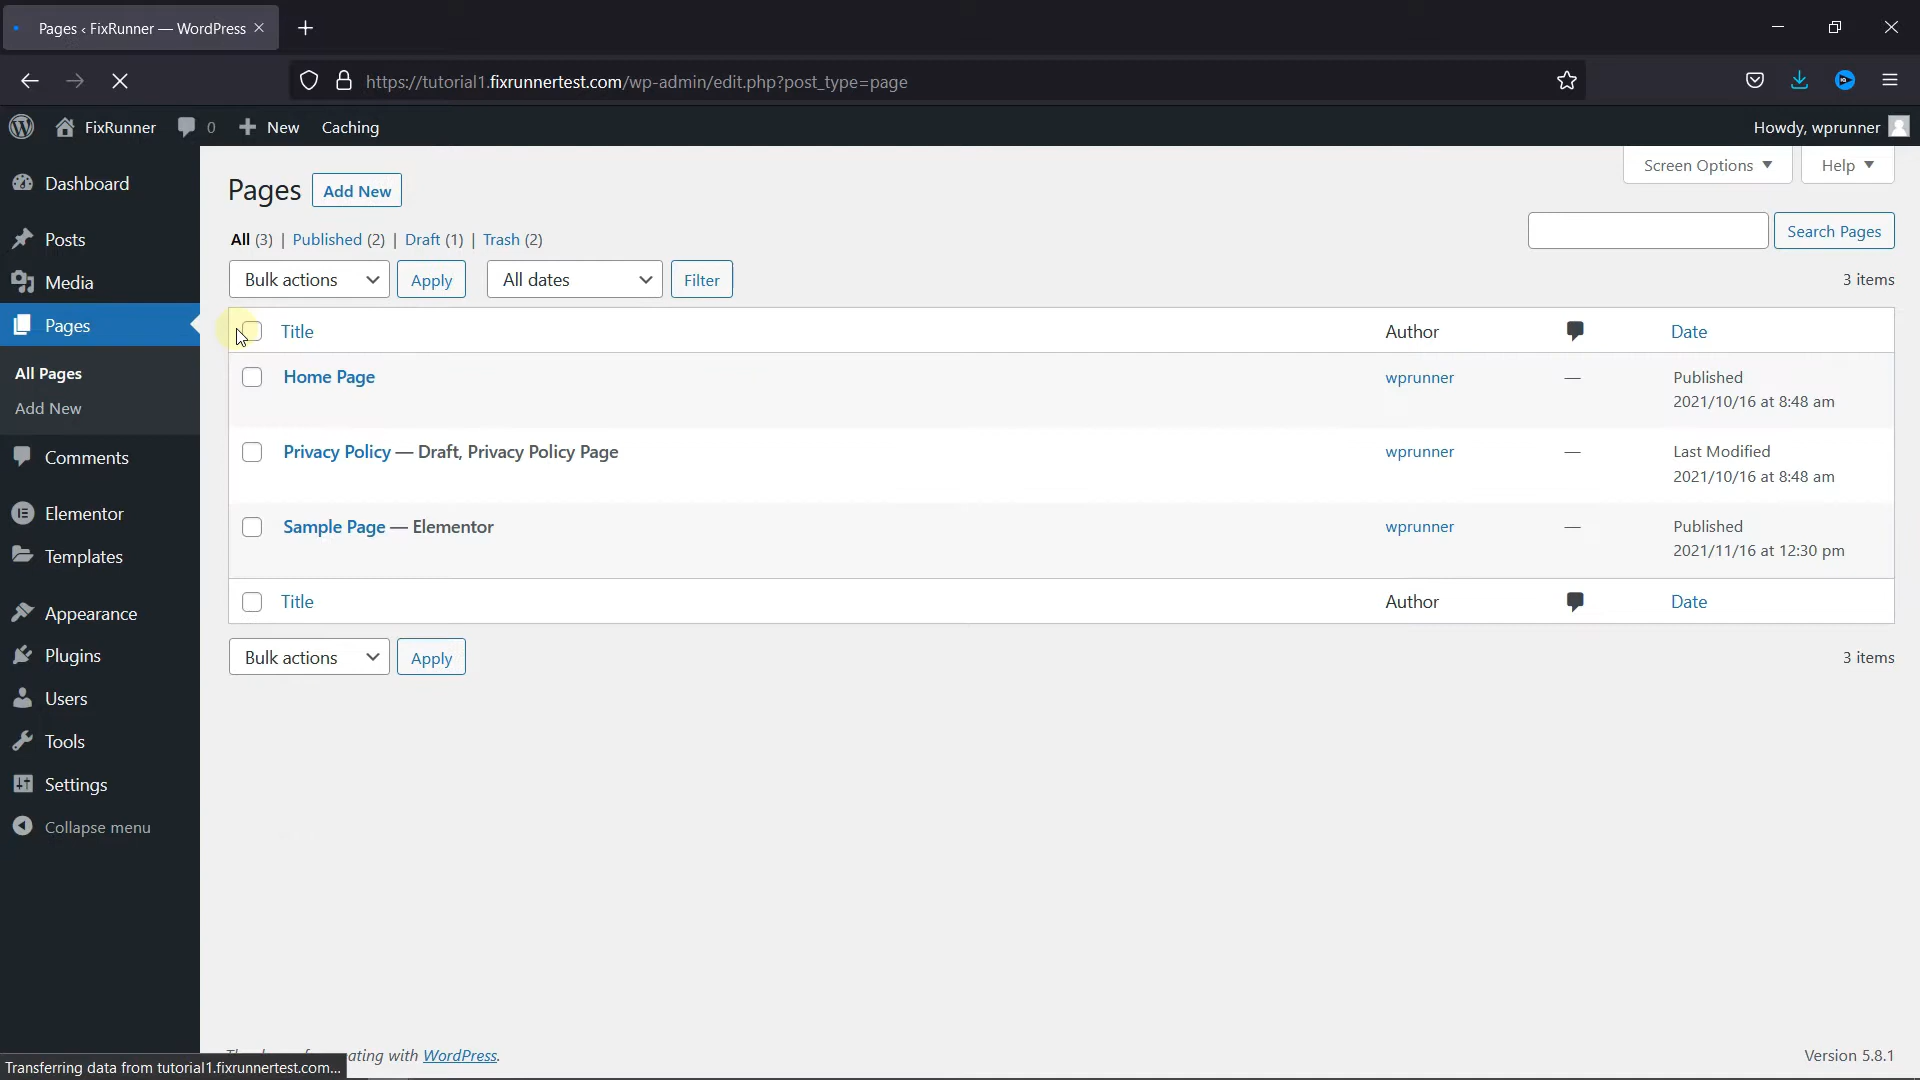 Pages ‹ FixRunner — WordPress
https://tutorial1.fixrunnertest.com/wp-admin/edit.php?post_type=page
FixRunner 0 New Caching Howdy, wprunner
Screen Options Help
Dashboard
Posts
Media
Pages
All Pages
Add New
Comments
Elementor
Templates
Appearance
Plugins
Users
Tools
Settings
Collapse menu
Pages Add New
All (3) | Published (2) | Draft (1) | Trash (2)
Search Pages
Bulk actions Apply All dates Filter 3 items
Title Author Date
Home Page wprunner — Published
2021/10/16 at 8:48 am
Privacy Policy — Draft, Privacy Policy Page wprunner — Last Modified
2021/10/16 at 8:48 am
Sample Page — Elementor wprunner — Published
2021/11/16 at 12:30 pm
Title Author Date
Bulk actions Apply 3 items
with WordPress. Version 5.8.1
Transferring data from tutorial1.fixrunnertest.com...